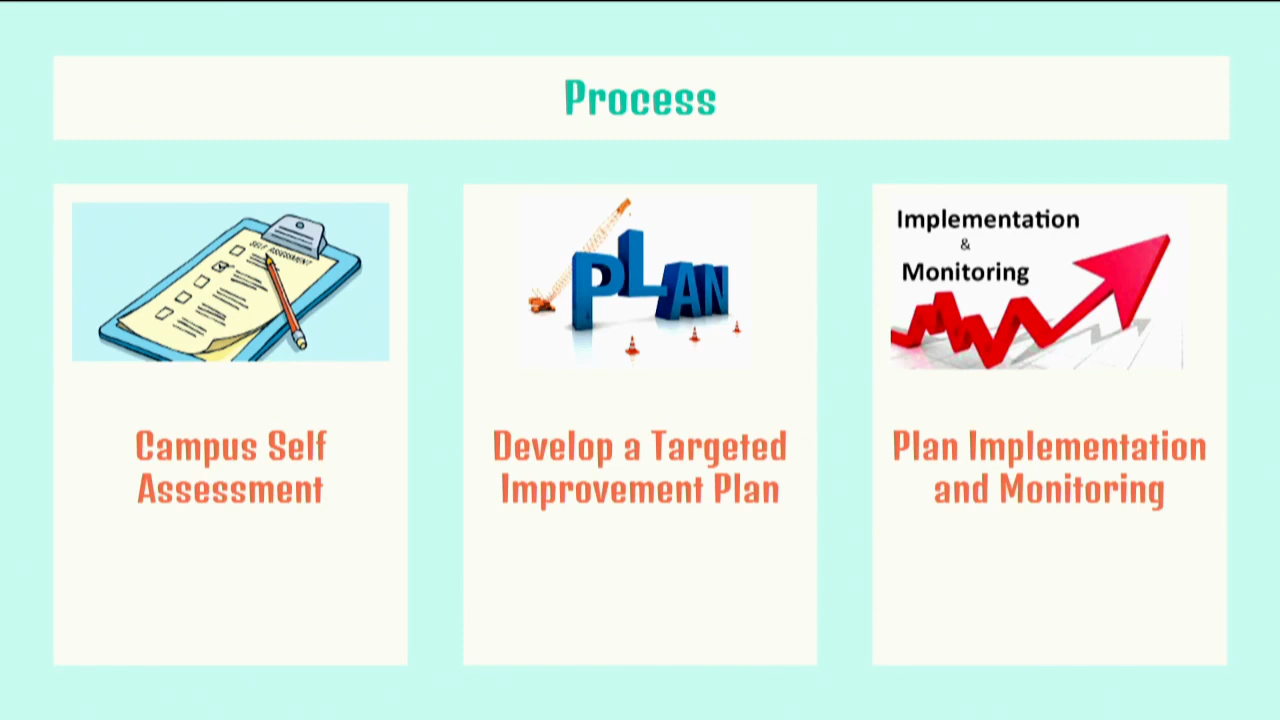 Process
SELF ASSESSMENT
PLAN
Implementation
&
Monitoring
Campus Self
Assessment
Develop a Targeted
Improvement Plan
Plan Implementation
and Monitoring